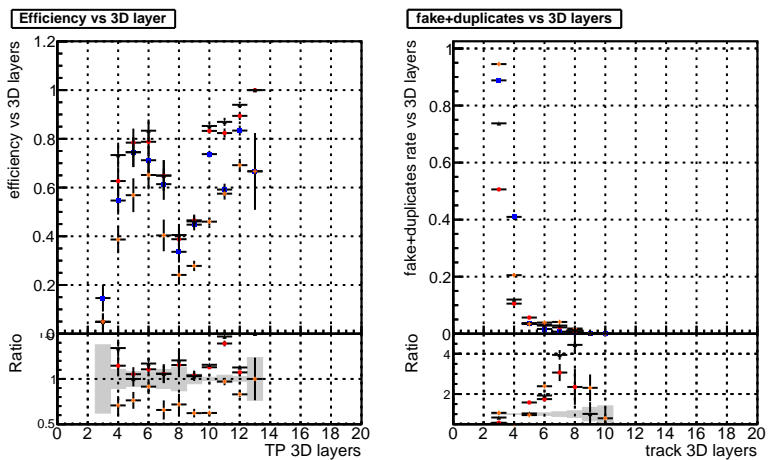 Efficiency vs 3D layer
efficiency vs 3D layers
1.2
1
0.8
0.6
0.4
0.2
0
Ratio
1
0.5
0 2 4 6 8 10 12 14 16 18 20
TP 3D layers
fake+duplicates vs 3D layers
fake+duplicates rate vs 3D layers
1
0.8
0.6
0.4
0.2
0
Ratio
4
2
0 2 4 6 8 10 12 14 16 18 20
track 3D layers